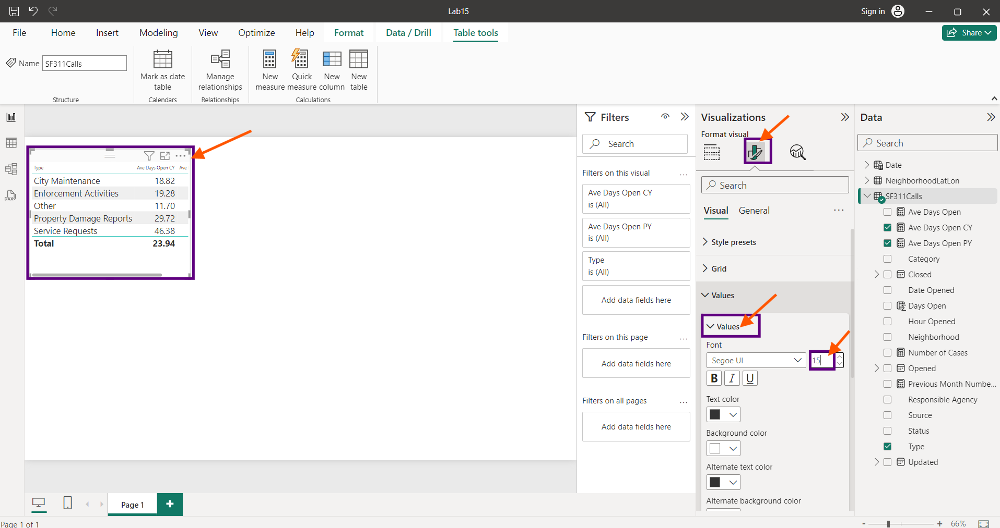 Lab15
Sign in
File Home Insert Modeling View Optimize Help Format Data / Drill Table tools
Share
Name SF311Calls
Mark as date table
Manage relationships
New measure
Quick measure
New column
New table
Structure Calendars Relationships Calculations
Type Ave Days Open CY Ave
City Maintenance 18.82
Enforcement Activities 19.28
Other 11.70
Property Damage Reports 29.72
Service Requests 46.38
Total 23.94
DAX
Filters
Search
Filters on this visual ...
Ave Days Open CY
is (All)
Ave Days Open PY
is (All)
Type
is (All)
Add data fields here
Filters on this page ...
Add data fields here
Filters on all pages ...
Add data fields here
Visualizations
Format visual
Search
Visual General ...
Style presets
Grid
Values
Values
Font
Segoe UI 15
B I U
Text color
Background color
Alternate text color
Alternate background color
Data
Search
Date
NeighborhoodLatLon
SF311Calls
Ave Days Open
Ave Days Open CY
Ave Days Open PY
Category
Closed
Date Opened
Days Open
Hour Opened
Neighborhood
Number of Cases
Opened
Previous Month Numbe...
Responsible Agency
Source
Status
Type
Updated
Page 1 +
Page 1 of 1
- + 66%